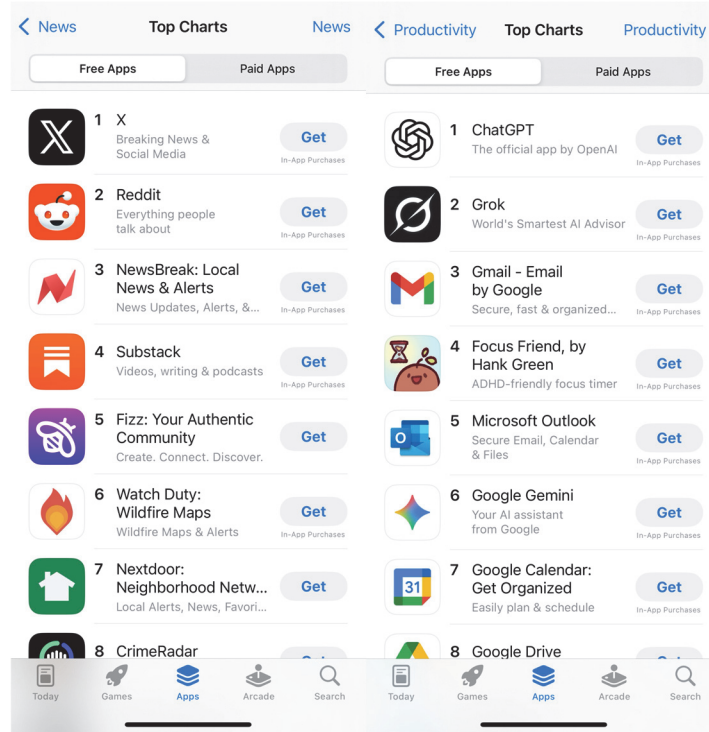 News
Top Charts
News
Free Apps
Paid Apps
1 X
Breaking News &
Social Media
Get
In-App Purchases
2 Reddit
Everything people
talk about
Get
In-App Purchases
3 NewsBreak: Local
News & Alerts
News Updates, Alerts, &...
Get
In-App Purchases
4 Substack
Videos, writing & podcasts
Get
In-App Purchases
5 Fizz: Your Authentic
Community
Create. Connect. Discover.
Get
6 Watch Duty:
Wildfire Maps
Wildfire Maps & Alerts
Get
In-App Purchases
7 Nextdoor:
Neighborhood Netw...
Local Alerts, News, Favori...
Get
8 CrimeRadar
Today
Games
Apps
Arcade
Search
Productivity
Top Charts
Productivity
Free Apps
Paid Apps
1 ChatGPT
The official app by OpenAI
Get
In-App Purchases
2 Grok
World's Smartest AI Advisor
Get
In-App Purchases
3 Gmail - Email
by Google
Secure, fast & organized...
Get
In-App Purchases
4 Focus Friend, by
Hank Green
ADHD-friendly focus timer
Get
In-App Purchases
5 Microsoft Outlook
Secure Email, Calendar
& Files
Get
In-App Purchases
6 Google Gemini
Your AI assistant
from Google
Get
In-App Purchases
31
7 Google Calendar:
Get Organized
Easily plan & schedule
Get
In-App Purchases
8 Google Drive
Today
Games
Apps
Arcade
Search